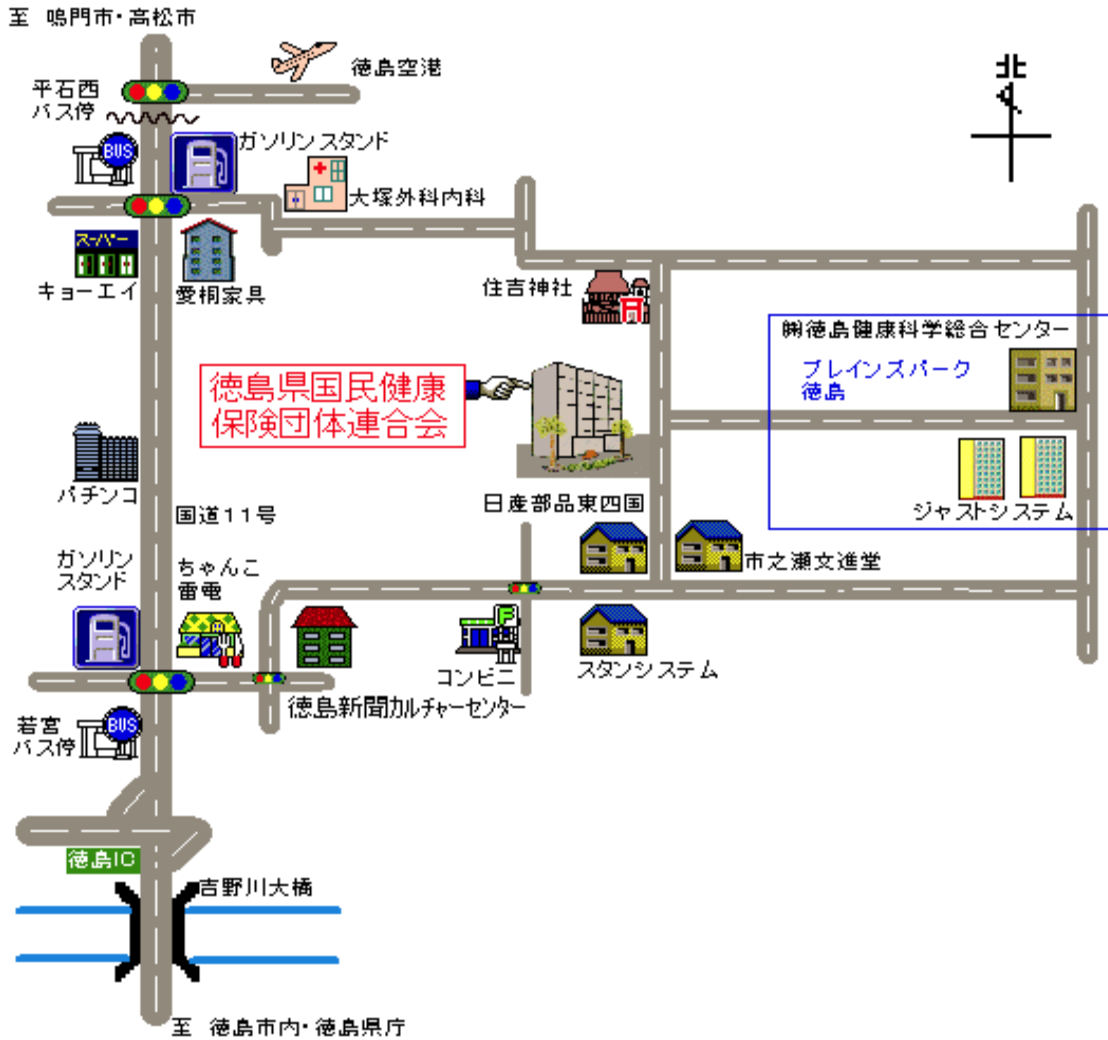 至 鳴門市・高松市
徳島空港
北
平石西
バス停
BUS
ガソリンスタンド
大塚外科内科
スーパー
キョーエイ
愛桐家具
住吉神社
㈱徳島健康科学総合センター
ブレインズパーク
徳島
徳島県国民健康
保険団体連合会
パチンコ
国道11号
日産部品東四国
ジャストシステム
ガソリン
スタンド
ちゃんこ
雷電
市之瀬文進堂
P
コンビニ
スタンシステム
徳島新聞カルチャーセンター
若宮
バス停
BUS
徳島IC
吉野川大橋
至 徳島市内・徳島県庁